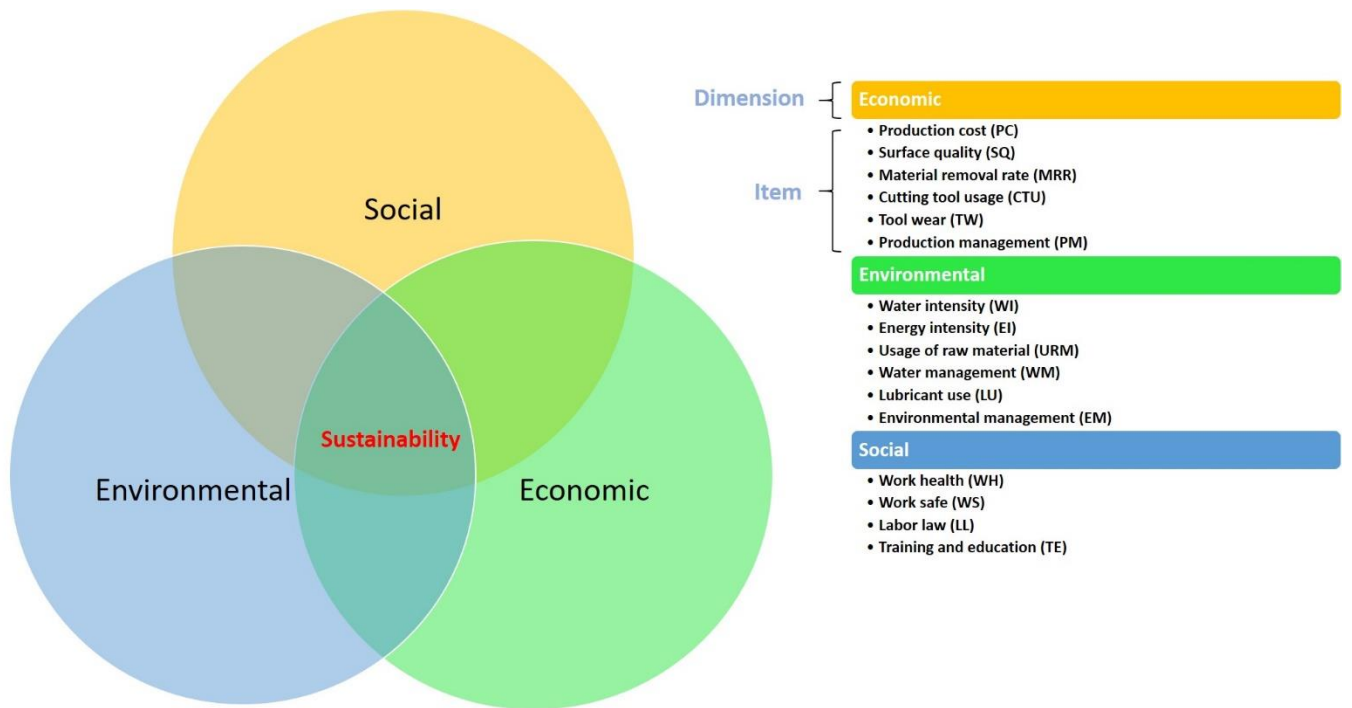 Social
Environmental
Economic
Sustainability
Dimension
Item
Economic
• Production cost (PC)
• Surface quality (SQ)
• Material removal rate (MRR)
• Cutting tool usage (CTU)
• Tool wear (TW)
• Production management (PM)
Environmental
• Water intensity (WI)
• Energy intensity (EI)
• Usage of raw material (URM)
• Water management (WM)
• Lubricant use (LU)
• Environmental management (EM)
Social
• Work health (WH)
• Work safe (WS)
• Labor law (LL)
• Training and education (TE)